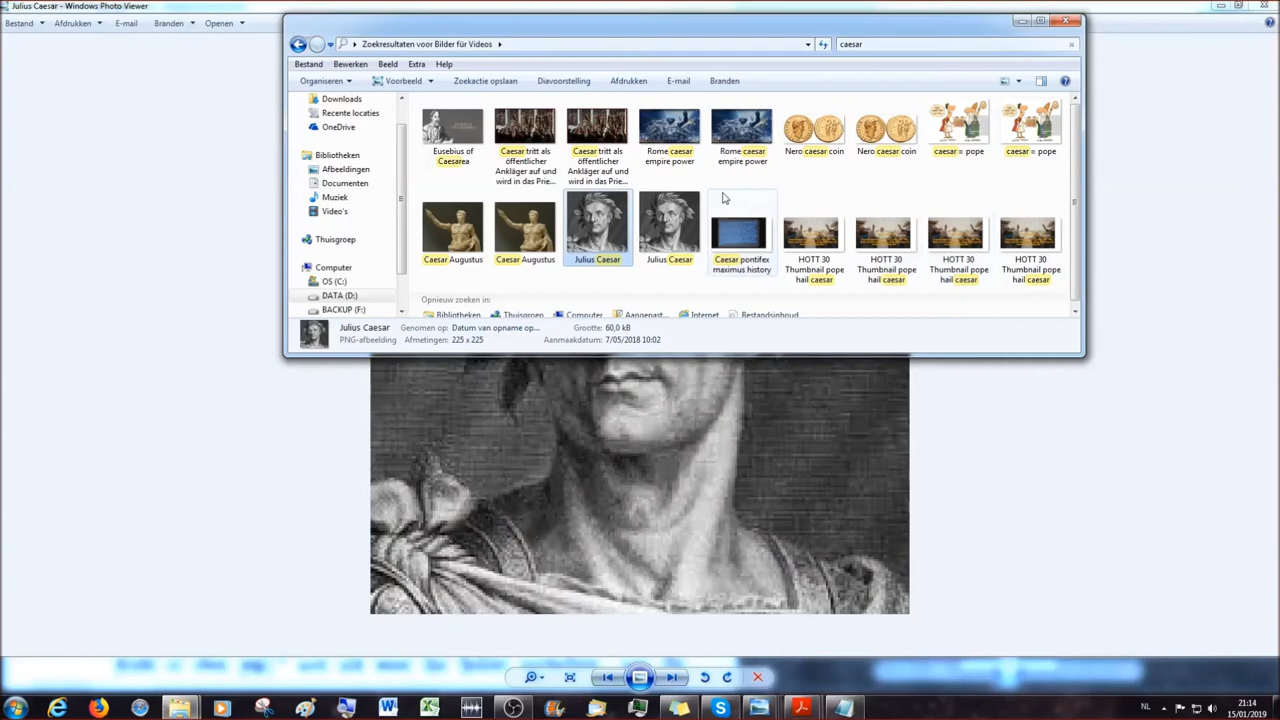 Julius Caesar - Windows Photo Viewer
Bestand Afdrukken E-mail Branden Openen
Zoekresultaten voor Bilder für Videos
caesar
Bestand Bewerken Beeld Extra Help
Organiseren Voorbeeld Zoekactie opslaan Diavoorstelling Afdrukken E-mail Branden
Downloads
Recente locaties
OneDrive
Bibliotheken
Afbeeldingen
Documenten
Muziek
Video's
Thuisgroep
Computer
OS (C:)
DATA (D:)
BACKUP (F:)
Eusebius of Caesarea
Caesar tritt als öffentlicher Ankläger auf und wird in das Prie...
Caesar tritt als öffentlicher Ankläger auf und wird in das Prie...
Rome caesar empire power
Rome caesar empire power
Nero caesar coin
Nero caesar coin
caesar = pope
caesar = pope
Caesar Augustus
Caesar Augustus
Julius Caesar
Julius Caesar
Caesar pontifex maximus history
HOTT 30 Thumbnail pope hail caesar
HOTT 30 Thumbnail pope hail caesar
HOTT 30 Thumbnail pope hail caesar
HOTT 30 Thumbnail pope hail caesar
Opnieuw zoeken in:
Bibliotheken Thuisgroep Computer Aangepast... Internet Bestandsinhoud
Julius Caesar Genomen op: Datum van opname op... Grootte: 60,0 kB
PNG-afbeelding Afmetingen: 225 x 225 Aanmaakdatum: 7/05/2018 10:02
NL
21:14
15/01/2019